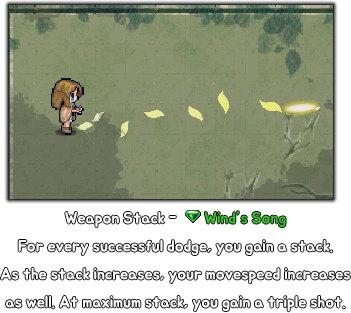 Weapon Stack - Wind's Song
For every successful dodge, you gain a stack.
As the stack increases, your movespeed increases
as well. At maximum stack, you gain a triple shot.